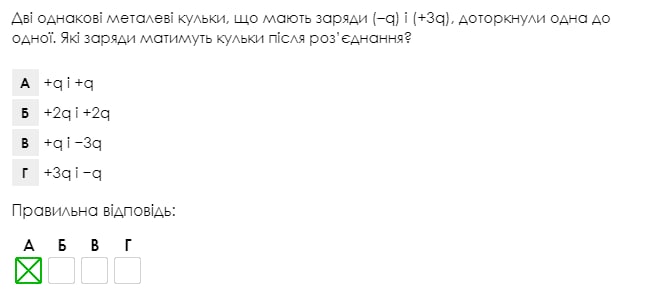 Дві однакові металеві кульки, що мають заряди (–q) і (+3q), доторкнули одна до
одної. Які заряди матимуть кульки після роз’єднання?
А +q і +q
Б +2q і +2q
В +q і −3q
Г +3q і −q
Правильна відповідь:
А Б В Г